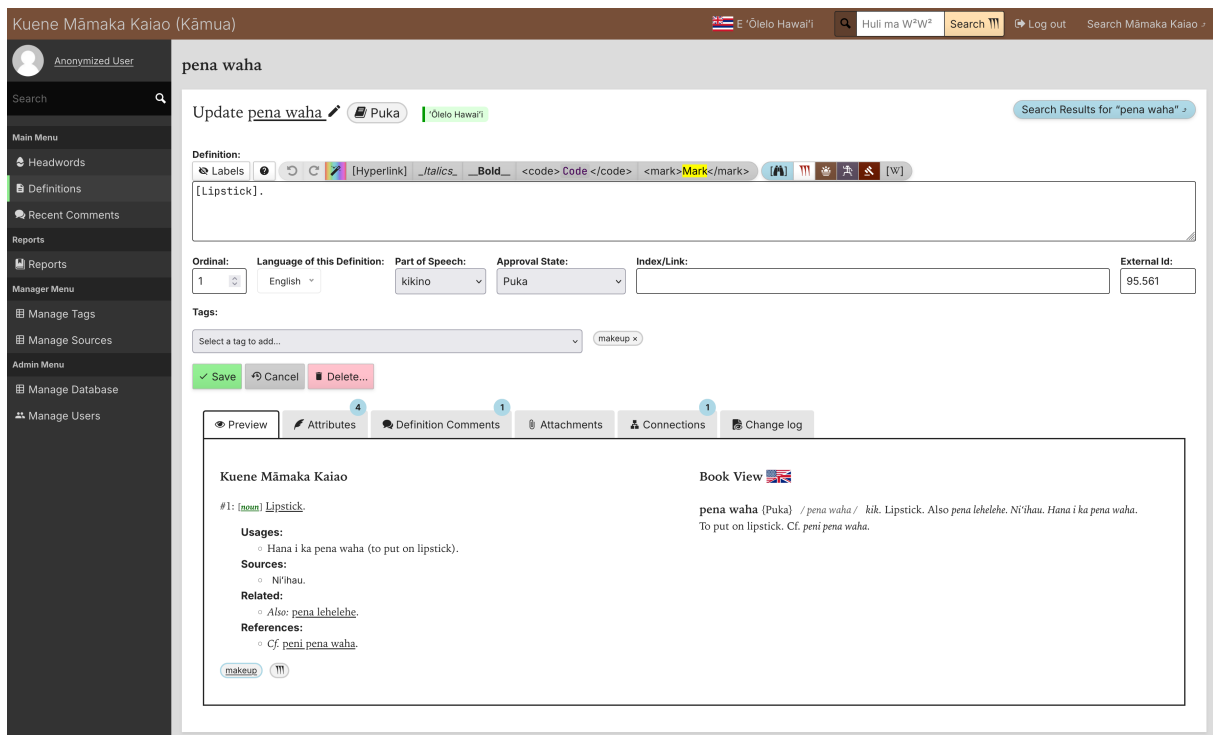 Kuene Māmaka Kaiao (Kāmua)
E ʻŌlelo Hawaiʻi
Huli ma W²W²
Search
Log out
Search Māmaka Kaiao
Anonymized User
Search
Main Menu
Headwords
Definitions
Recent Comments
Reports
Reports
Manager Menu
Manage Tags
Manage Sources
Admin Menu
Manage Database
Manage Users
pena waha
Update pena waha
Puka
ʻŌlelo Hawaiʻi
Search Results for "pena waha"
Definition:
Labels ? [Hyperlink] _Italics_ __Bold__ <code> Code </code> <mark>Mark</mark> [W]
[Lipstick].
Ordinal: Language of this Definition: Part of Speech: Approval State: Index/Link: External Id:
1 English kikino Puka 95.561
Tags:
Select a tag to add... makeup ×
Save Cancel Delete...
4 1 1
Preview Attributes Definition Comments Attachments Connections Change log
Kuene Māmaka Kaiao
#1: [noun] Lipstick.
Usages:
Hana i ka pena waha (to put on lipstick).
Sources:
Niʻihau.
Related:
Also: pena lehelehe.
References:
Cf. peni pena waha.
makeup
Book View
pena waha {Puka} / pena waha / kik. Lipstick. Also pena lehelehe. Niʻihau. Hana i ka pena waha.
To put on lipstick. Cf. peni pena waha.